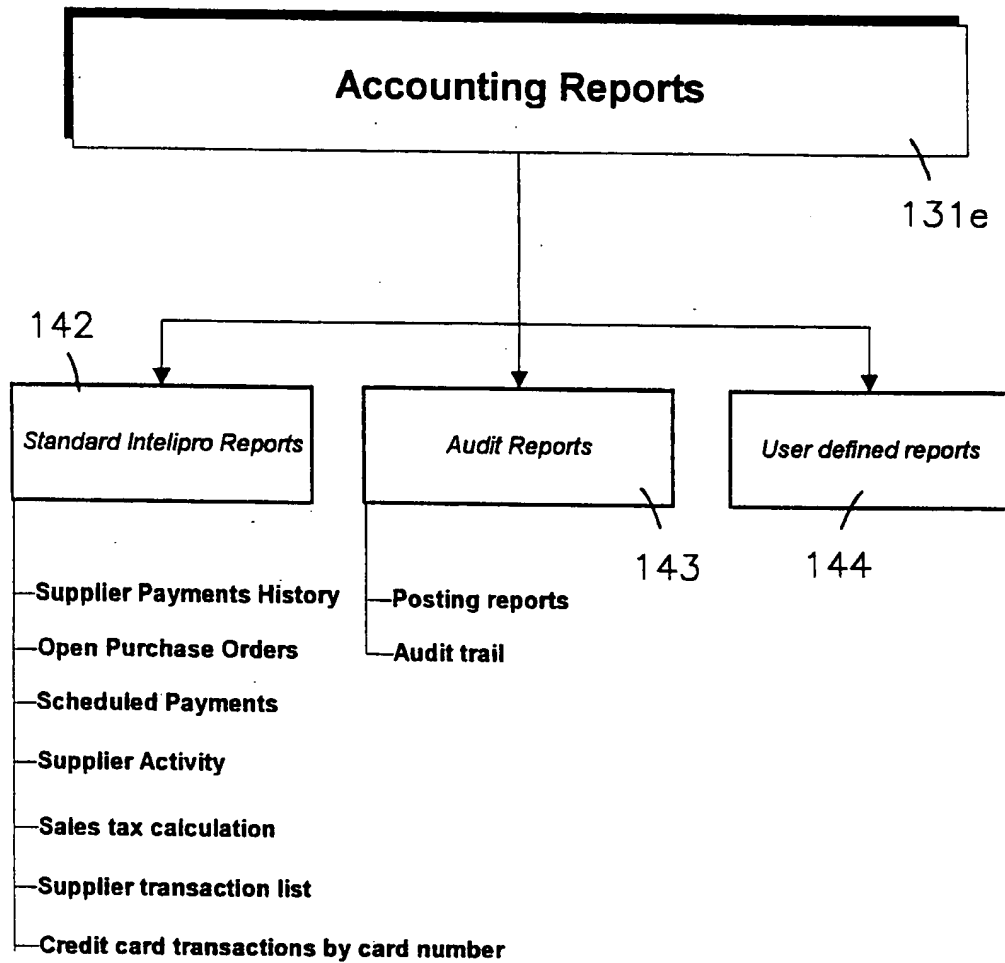 Accounting Reports
131e
142
Standard Intelipro Reports
Audit Reports
User defined reports
143
144
Supplier Payments History
Open Purchase Orders
Scheduled Payments
Supplier Activity
Sales tax calculation
Supplier transaction list
Credit card transactions by card number
Posting reports
Audit trail